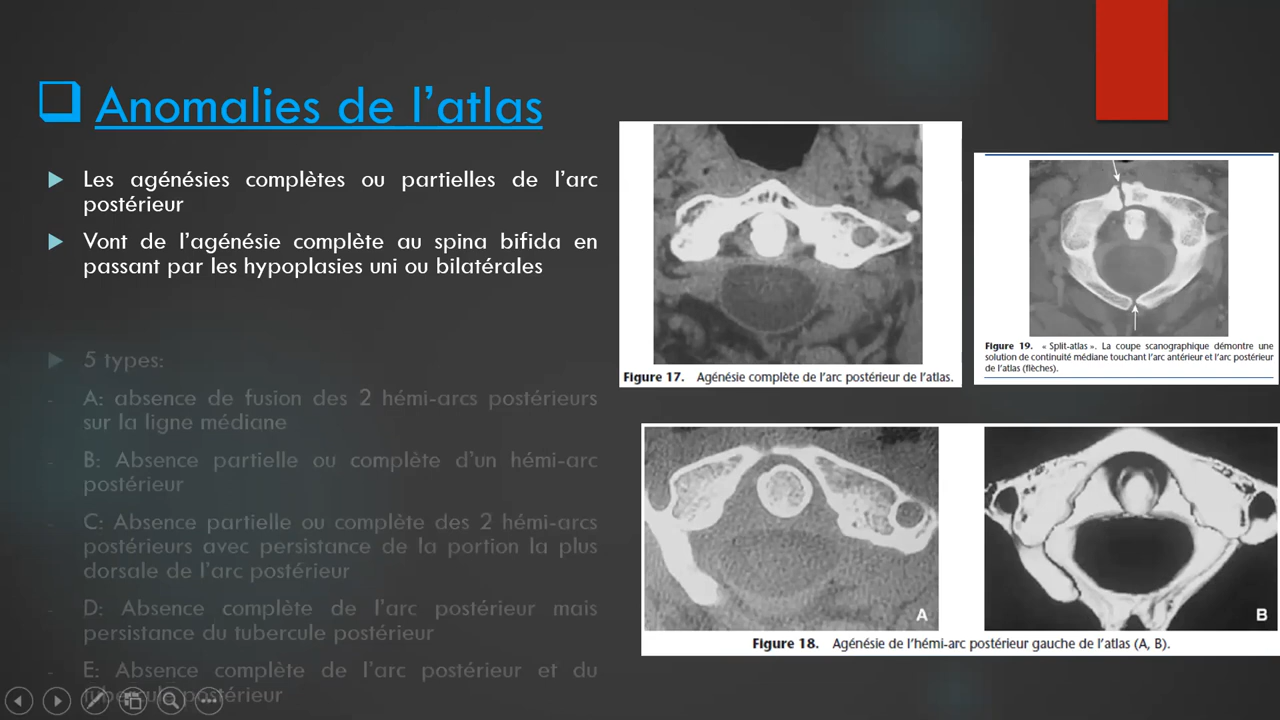 Anomalies de l'atlas
Les agénésies complètes ou partielles de l'arc
postérieur
Vont de l'agénésie complète au spina bifida en
passant par les hypoplasies uni ou bilatérales
5 types:
- A: absence de fusion des 2 hémi-arcs postérieurs
sur la ligne médiane
- B: Absence partielle ou complète d'un hémi-arc
postérieur
- C: Absence partielle ou complète des 2 hémi-arcs
postérieurs avec persistance de la portion la plus
dorsale de l'arc postérieur
- D: Absence complète de l'arc postérieur mais
persistance du tubercule postérieur
- E: Absence complète de l'arc postérieur et du
tubercule postérieur
Figure 17. Agénésie complète de l'arc postérieur de l'atlas.
Figure 19. « Split-atlas ». La coupe scanographique démontre une
solution de continuité médiane touchant l'arc antérieur et l'arc postérieur
de l'atlas (flèches).
A
B
Figure 18. Agénésie de l'hémi-arc postérieur gauche de l'atlas (A, B).